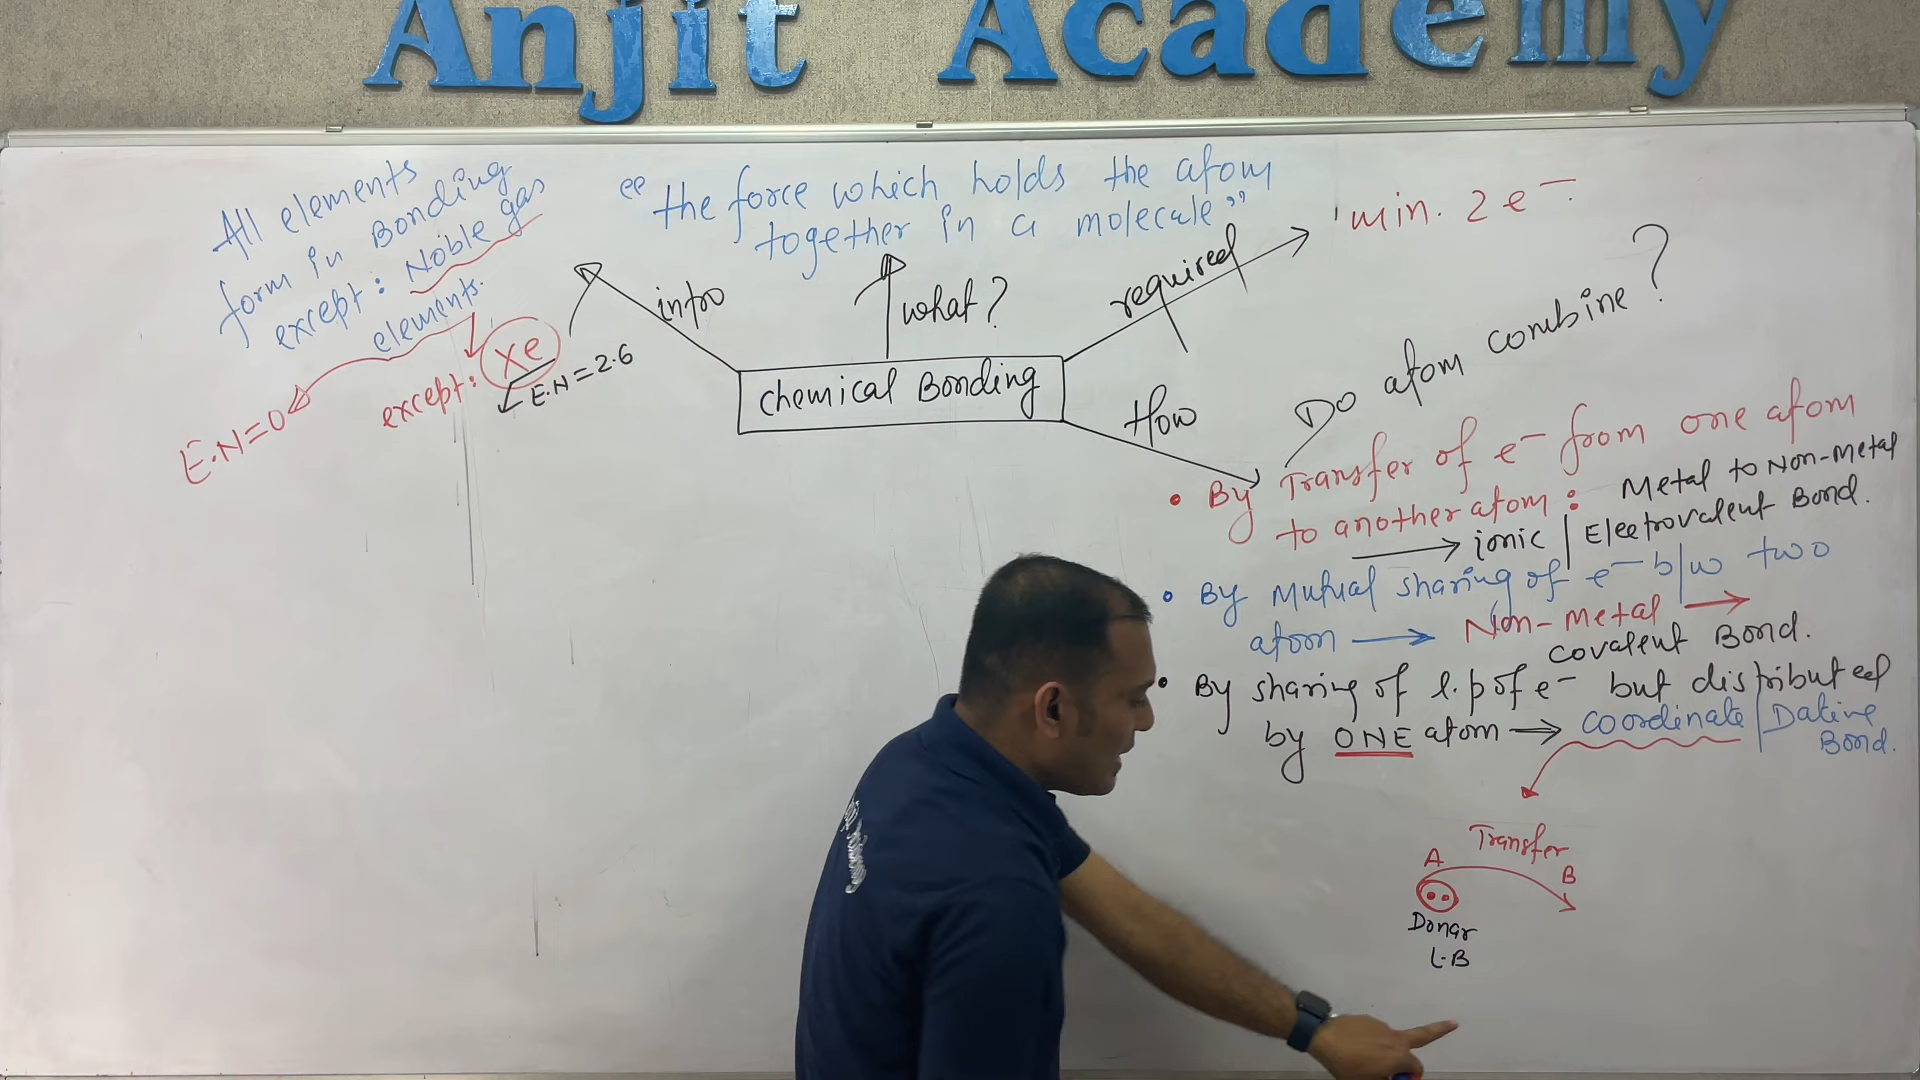 Anjit Academy
All elements
form in Bonding
except: Noble gas
elements.
except: Xe
E.N=2.6
E.N=0
"the force which holds the atom
together in a molecule"
intro
what?
required
min. 2e⁻.
chemical Bonding
How
Do atom combine?
• By Transfer of e⁻ from one atom
to another atom: Metal to Non-metal
→ ionic | Electrovalent Bond.
• By Mutual sharing of e⁻ b/w two
atom → Non-Metal →
covalent Bond.
• By sharing of l.p of e⁻ but distributed
by ONE atom → coordinate | Dative
Bond.
Transfer
A
B
Donar
L-B